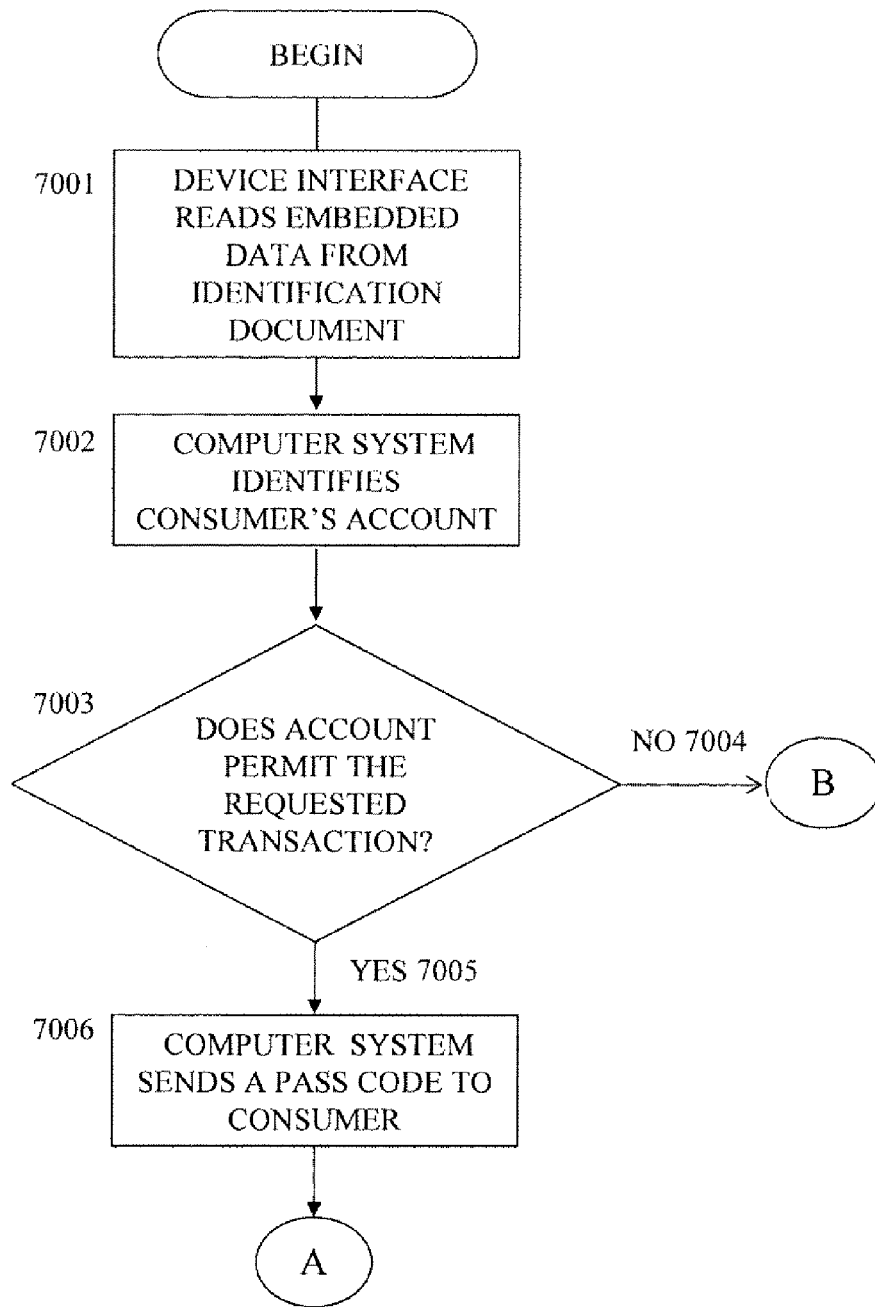 BEGIN
7001
DEVICE INTERFACE
READS EMBEDDED
DATA FROM
IDENTIFICATION
DOCUMENT
7002
COMPUTER SYSTEM
IDENTIFIES
CONSUMER'S ACCOUNT
7003
DOES ACCOUNT
PERMIT THE
REQUESTED
TRANSACTION?
NO 7004
B
YES 7005
7006
COMPUTER SYSTEM
SENDS A PASS CODE TO
CONSUMER
A